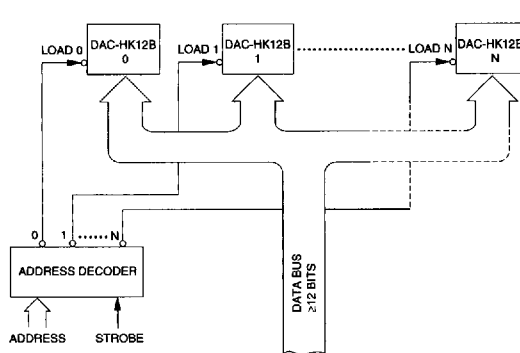 LOAD 0
DAC-HK12B
0
LOAD 1
DAC-HK12B
1
LOAD N
DAC-HK12B
N
0
1
N
ADDRESS DECODER
ADDRESS
STROBE
DATA BUS
≥12 BITS